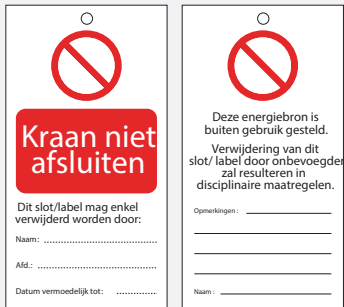 Kraan niet
afsluiten
Dit slot/label mag enkel
verwijderd worden door:
Naam:
Afd.:
Datum vermoedelijk tot:
Deze energiebron is
buiten gebruik gesteld.
Verwijdering van dit
slot/ label door onbevoegden
zal resulteren in
disciplinaire maatregelen.
Opmerkingen :
Naam :